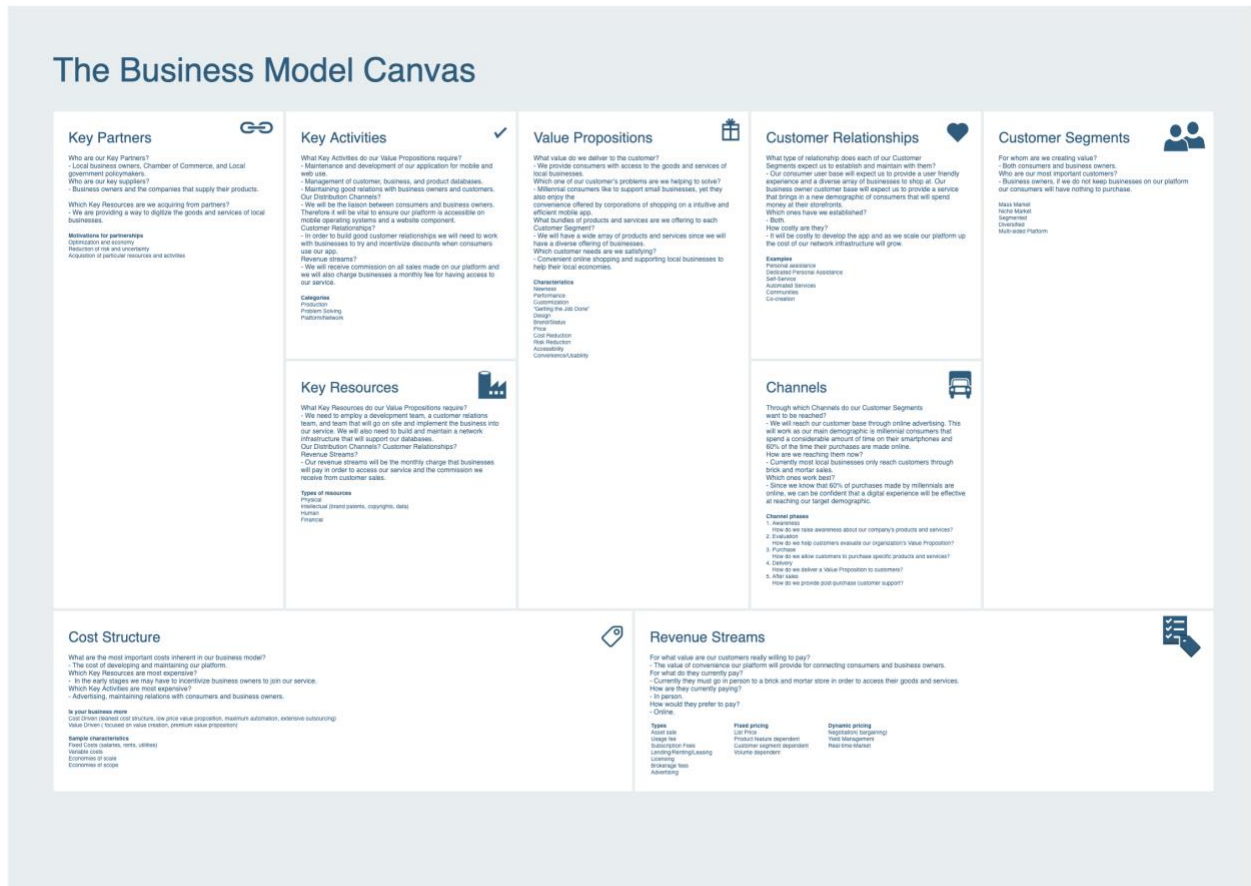 The Business Model Canvas
Key Partners
Who are our Key Partners?
- Local business owners, Chamber of Commerce, and Local
government policymakers.
Who are our key suppliers?
- Business owners and the companies that supply their products.
Which Key Resources are we acquiring from partners?
- We are providing a way to digitize the goods and services of local
businesses.
Motivations for partnerships
Optimization and economy
Reduction of risk and uncertainty
Acquisition of particular resources and activities
Key Activities
What Key Activities do our Value Propositions require?
- Maintenance and development of our application for mobile and
web use.
- Management of customer, business, and product databases.
- Maintaining good relations with business owners and customers.
Our Distribution Channels?
- We will be the liaison between consumers and business owners.
Therefore it will be vital to ensure our platform is accessible on
mobile operating systems and a website component.
Customer Relationships?
- In order to build good customer relationships we will need to work
with businesses to try and incentivize discounts when consumers
use our app.
Revenue streams?
- We will receive commission on all sales made on our platform and
we will also charge businesses a monthly fee for having access to
our service.
Categories
Production
Problem Solving
Platform/Network
Key Resources
What Key Resources do our Value Propositions require?
- We need to employ a development team, a customer relations
team, and team that will go on site and implement the business into
our service. We will also need to build and maintain a network
infrastructure that will support our databases.
Our Distribution Channels? Customer Relationships?
Revenue Streams?
- Our revenue streams will be the monthly charge that businesses
will pay in order to access our service and the commission we
receive from customer sales.
Types of resources
Physical
Intellectual (brand patents, copyrights, data)
Human
Financial
Value Propositions
What value do we deliver to the customer?
- We provide consumers with access to the goods and services of
local businesses.
Which one of our customer's problems are we helping to solve?
- Millennial consumers like to support small businesses, yet they
also enjoy the
convenience offered by corporations of shopping on a intuitive and
efficient mobile app.
What bundles of products and services are we offering to each
Customer Segment?
- We will have a wide array of products and services since we will
have a diverse offering of businesses.
Which customer needs are we satisfying?
- Convenient online shopping and supporting local businesses to
help their local economies.
Characteristics
Newness
Performance
Customization
"Getting the Job Done"
Design
Brand/Status
Price
Cost Reduction
Risk Reduction
Accessibility
Convenience/Usability
Customer Relationships
What type of relationship does each of our Customer
Segments expect us to establish and maintain with them?
- Our consumer user base will expect us to provide a user friendly
experience and a diverse array of businesses to shop at. Our
business owner customer base will expect us to provide a service
that brings in a new demographic of consumers that will spend
money at their storefronts.
Which ones have we established?
- Both.
How costly are they?
- It will be costly to develop the app and as we scale our platform up
the cost of our network infrastructure will grow.
Examples
Personal assistance
Dedicated Personal Assistance
Self-Service
Automated Services
Communities
Co-creation
Channels
Through which Channels do our Customer Segments
want to be reached?
- We will reach our customer base through online advertising. This
will work as our main demographic is millennial consumers that
spend a considerable amount of time on their smartphones and
60% of the time their purchases are made online.
How are we reaching them now?
- Currently most local businesses only reach customers through
brick and mortar sales.
Which ones work best?
- Since we know that 60% of purchases made by millennials are
online, we can be confident that a digital experience will be effective
at reaching our target demographic.
Channel phases
1. Awareness
How do we raise awareness about our company's products and services?
2. Evaluation
How do we help customers evaluate our organization's Value Proposition?
3. Purchase
How do we allow customers to purchase specific products and services?
4. Delivery
How do we deliver a Value Proposition to customers?
5. After sales
How do we provide post-purchase customer support?
Customer Segments
For whom are we creating value?
- Both consumers and business owners.
Who are our most important customers?
- Business owners, if we do not keep businesses on our platform
our consumers will have nothing to purchase.
Mass Market
Niche Market
Segmented
Diversified
Multi-sided Platform
Cost Structure
What are the most important costs inherent in our business model?
- The cost of developing and maintaining our platform.
Which Key Resources are most expensive?
- In the early stages we may have to incentivize business owners to join our service.
Which Key Activities are most expensive?
- Advertising, maintaining relations with consumers and business owners.
Is your business more
Cost Driven (leanest cost structure, low price value proposition, maximum automation, extensive outsourcing)
Value Driven ( focused on value creation, premium value proposition)
Sample characteristics
Fixed Costs (salaries, rents, utilities)
Variable costs
Economies of scale
Economies of scope
Revenue Streams
For what value are our customers really willing to pay?
- The value of convenience our platform will provide for connecting consumers and business owners.
For what do they currently pay?
- Currently they must go in person to a brick and mortar store in order to access their goods and services.
How are they currently paying?
- In person.
How would they prefer to pay?
- Online.
Types
Asset sale
Usage fee
Subscription Fees
Lending/Renting/Leasing
Licensing
Brokerage fees
Advertising
Fixed pricing
List Price
Product feature dependent
Customer segment dependent
Volume dependent
Dynamic pricing
Negotiation( bargaining)
Yield Management
Real-time-Market